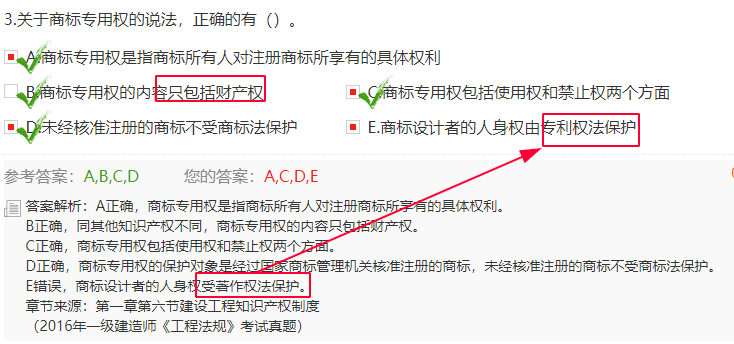 3.关于商标专用权的说法，正确的有（）。
A.商标专用权是指商标所有人对注册商标所享有的具体权利
B.商标专用权的内容只包括财产权
C.商标专用权包括使用权和禁止权两个方面
D.未经核准注册的商标不受商标法保护
E.商标设计者的人身权由专利权法保护
参考答案：A,B,C,D 您的答案：A,C,D,E
答案解析：A正确，商标专用权是指商标所有人对注册商标所享有的具体权利。
B正确，同其他知识产权不同，商标专用权的内容只包括财产权。
C正确，商标专用权包括使用权和禁止权两个方面。
D正确，商标专用权的保护对象是经过国家商标管理机关核准注册的商标，未经核准注册的商标不受商标法保护。
E错误，商标设计者的人身权受著作权法保护。
章节来源：第一章第六节建设工程知识产权制度
（2016年一级建造师《工程法规》考试真题）